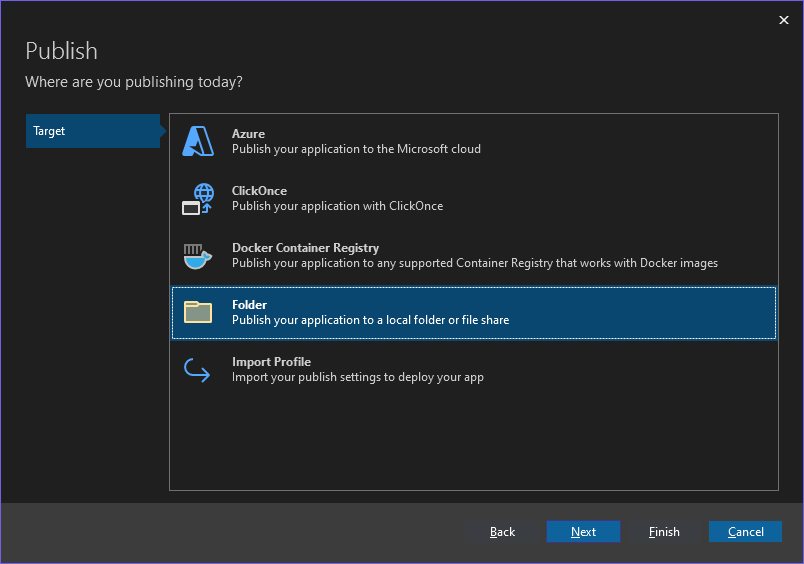 Publish
Where are you publishing today?
Target
Azure
Publish your application to the Microsoft cloud
ClickOnce
Publish your application with ClickOnce
Docker Container Registry
Publish your application to any supported Container Registry that works with Docker images
Folder
Publish your application to a local folder or file share
Import Profile
Import your publish settings to deploy your app
Back
Next
Finish
Cancel